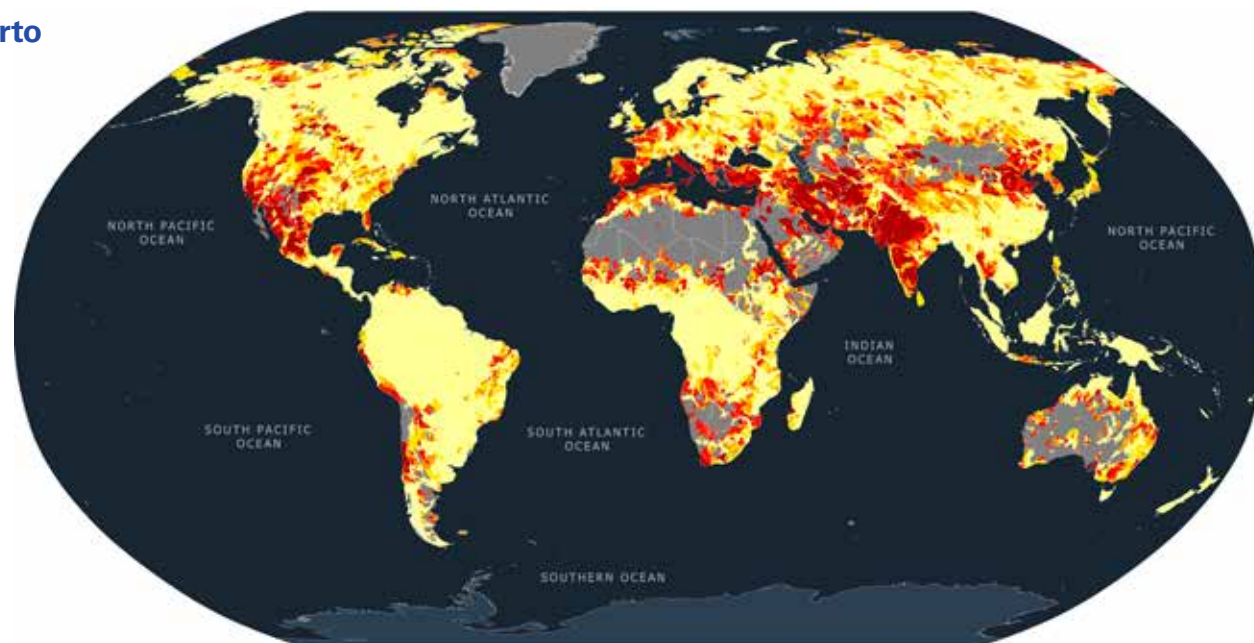 rto
NORTH PACIFIC
OCEAN
NORTH ATLANTIC
OCEAN
NORTH PACIFIC
OCEAN
INDIAN
OCEAN
SOUTH PACIFIC
OCEAN
SOUTH ATLANTIC
OCEAN
SOUTHERN OCEAN